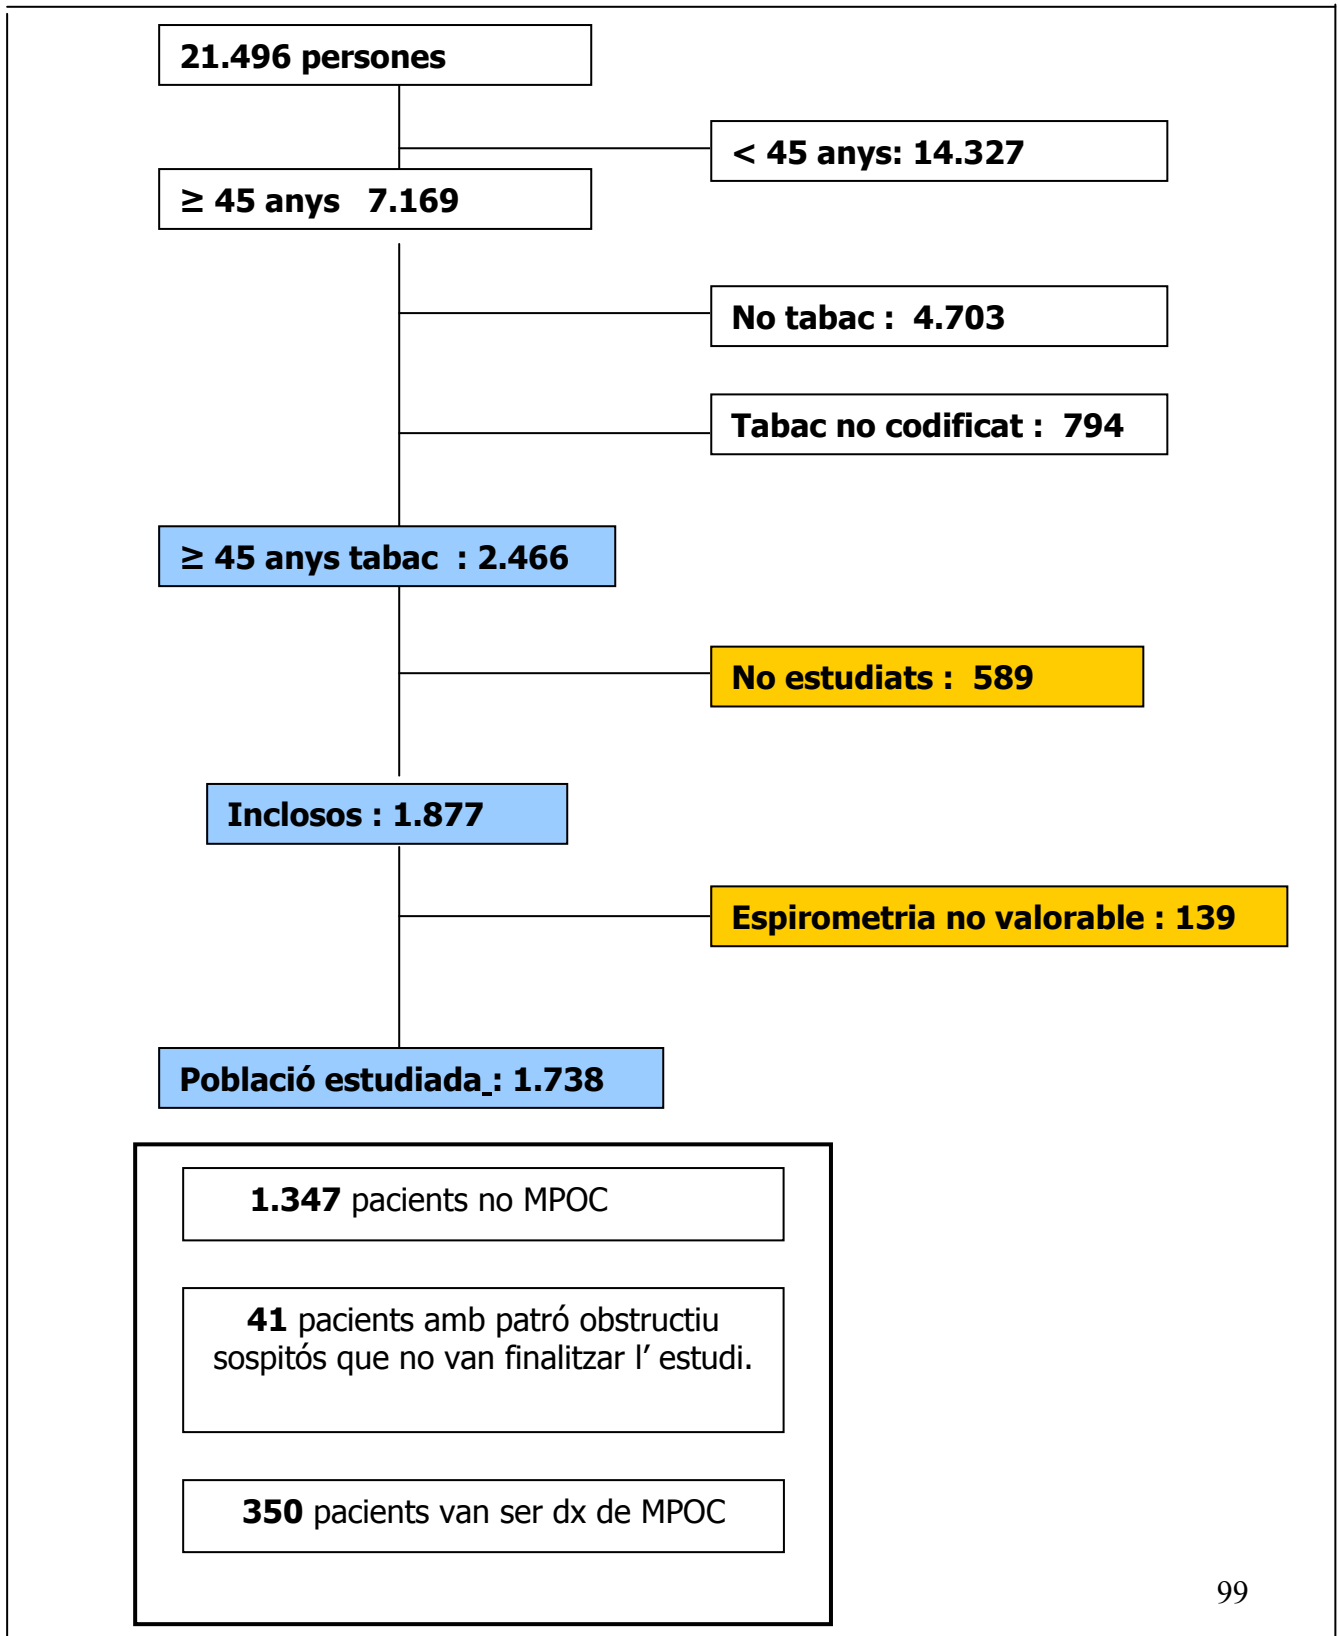 21.496 persones
< 45 anys: 14.327
≥ 45 anys 7.169
No tabac : 4.703
Tabac no codificat : 794
≥ 45 anys tabac : 2.466
No estudiats : 589
Inclosos : 1.877
Espirometria no valorable : 139
Població estudiada : 1.738
1.347 pacients no MPOC
41 pacients amb patró obstructiu
sospitós que no van finalitzar l’ estudi.
350 pacients van ser dx de MPOC
99